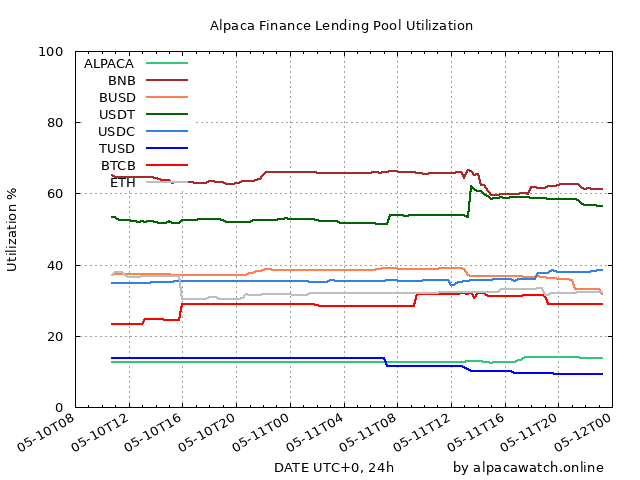 Alpaca Finance Lending Pool Utilization
Utilization %
100
80
60
40
20
0
ALPACA
BNB
BUSD
USDT
USDC
TUSD
BTCB
ETH
05-10T08
05-10T12
05-10T16
05-10T20
05-11T00
05-11T04
05-11T08
05-11T12
05-11T16
05-11T20
05-12T00
DATE UTC+0, 24h
by alpacawatch.online